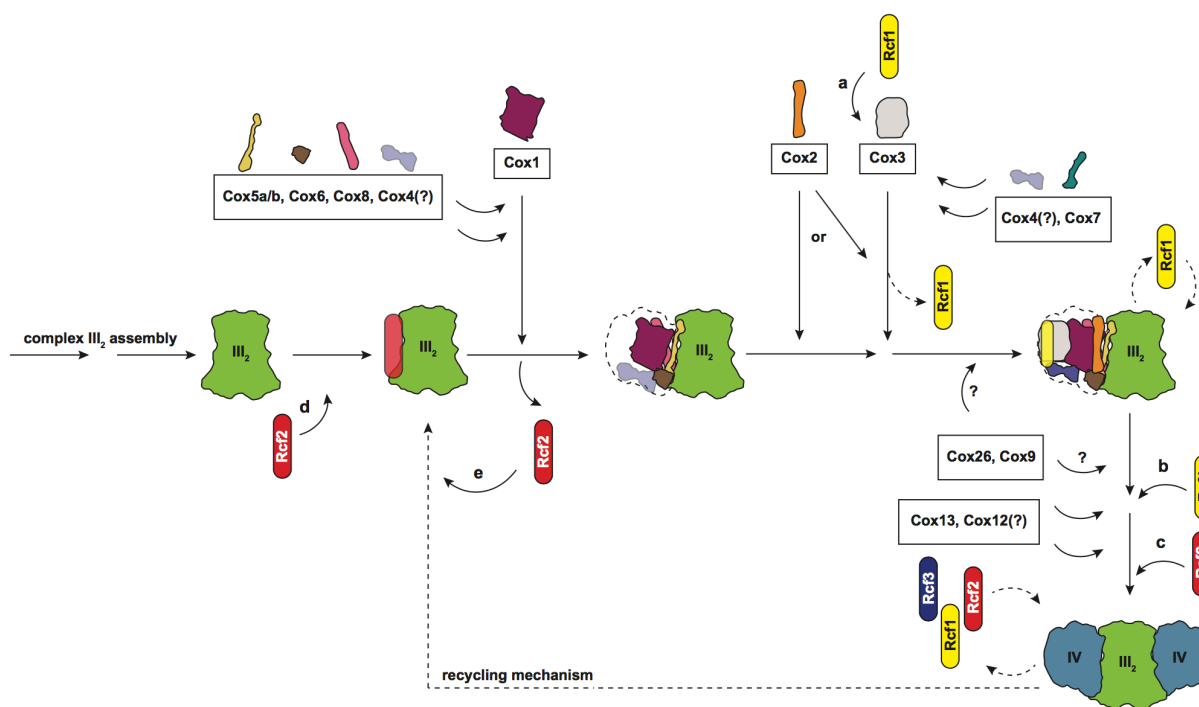 Rcf1
a
Cox1
Cox2
Cox3
Cox5a/b, Cox6, Cox8, Cox4(?)
Cox4(?), Cox7
or
Rcf1
Rcf1
complex III2 assembly
III2
III2
III2
III2
d
Rcf2
Rcf2
e
?
Cox26, Cox9
?
b
Cox13, Cox12(?)
c
Rcf3
Rcf2
Rcf1
IV
III2
IV
recycling mechanism